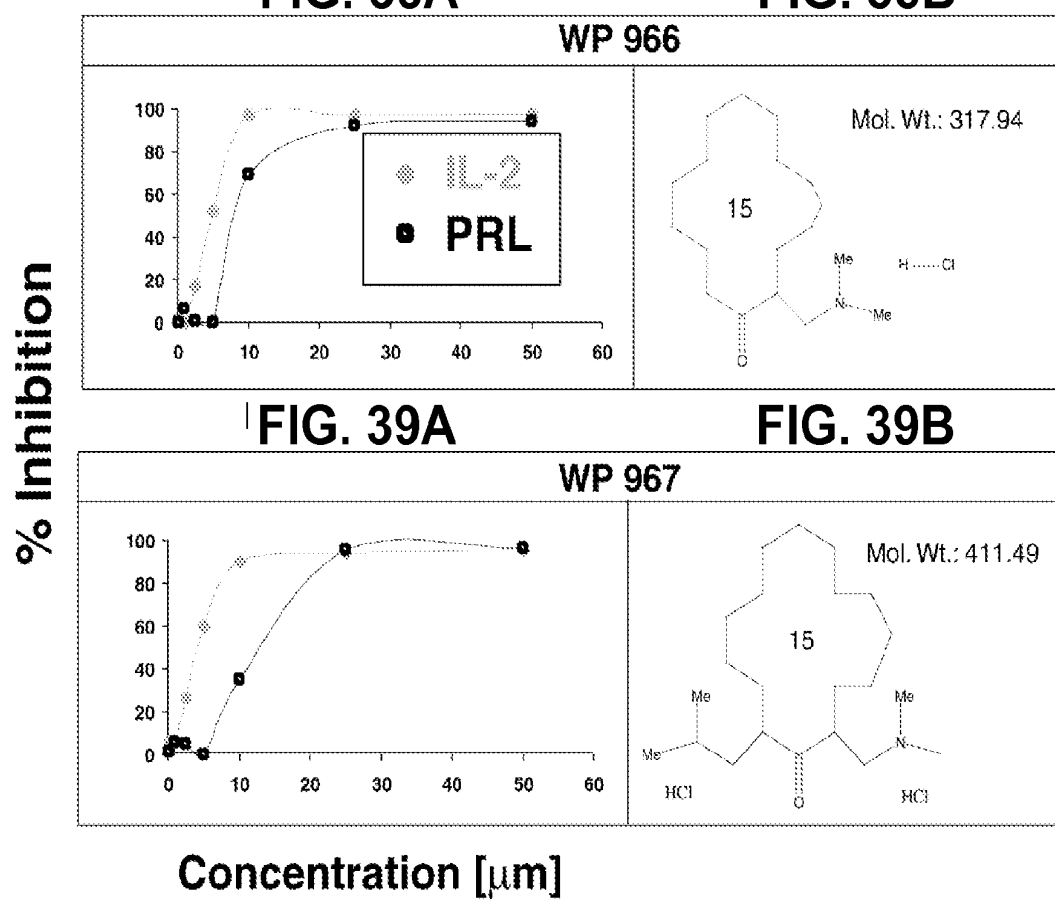 FIG.
FIG.
WP 966
100
80
60
40
20
0
0 10 20 30 40 50 60
IL-2
PRL
Mol. Wt.: 317.94
15
Me
H Cl
N
Me
O
% Inhibition
FIG. 39A
FIG. 39B
WP 967
100
80
60
40
20
0
0 10 20 30 40 50 60
Mol. Wt.: 411.49
15
Me
Me
Me
N
HCl
O
HCl
Concentration [μm]